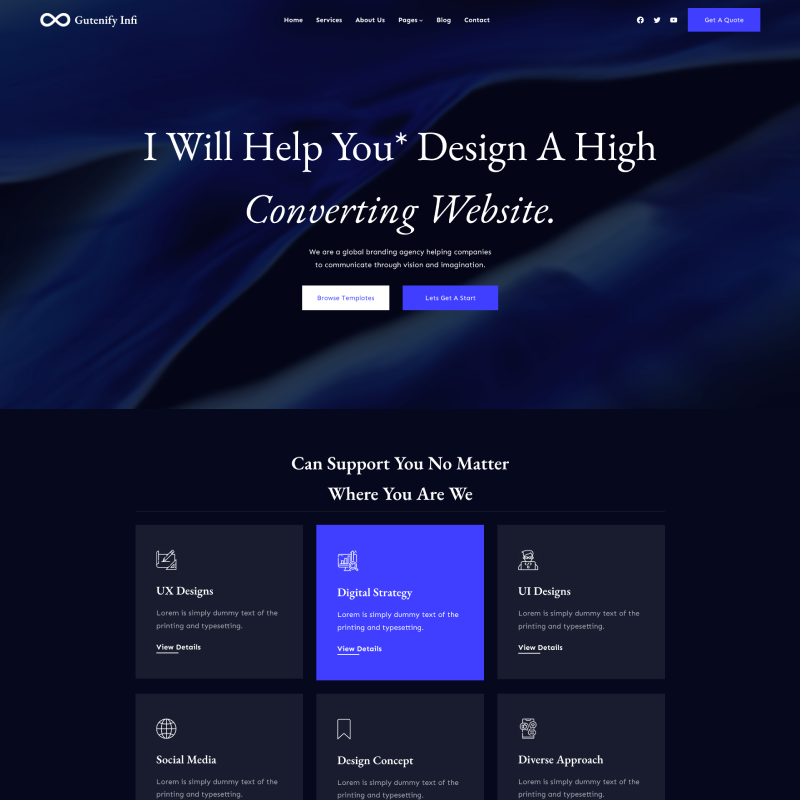 Gutenify Infi
Home Services About Us Pages Blog Contact
Get A Quote
I Will Help You* Design A High
Converting Website.
We are a global branding agency helping companies
to communicate through vision and imagination.
Browse Templates
Lets Get A Start
Can Support You No Matter
Where You Are We
UX Designs
Lorem is simply dummy text of the
printing and typesetting.
View Details
Digital Strategy
Lorem is simply dummy text of the
printing and typesetting.
View Details
UI Designs
Lorem is simply dummy text of the
printing and typesetting.
View Details
Social Media
Lorem is simply dummy text of the
printing and typesetting.
Design Concept
Lorem is simply dummy text of the
printing and typesetting.
Diverse Approach
Lorem is simply dummy text of the
printing and typesetting.